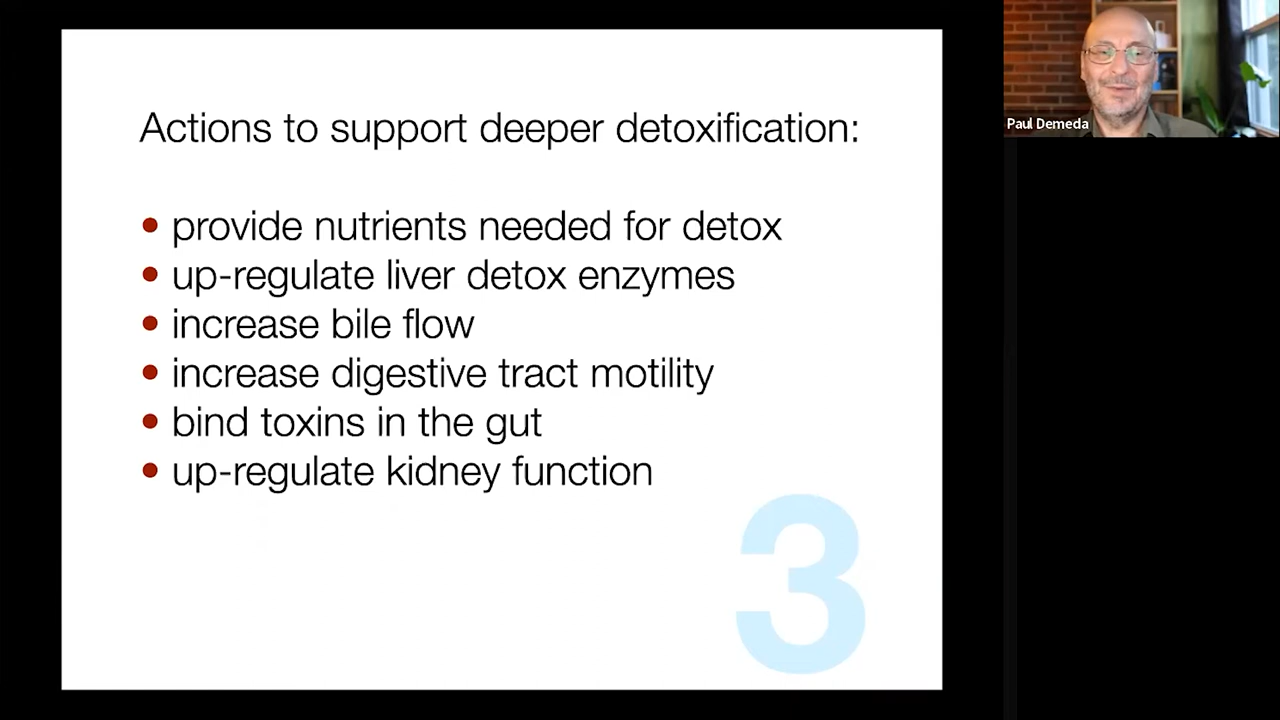 Actions to support deeper detoxification:
• provide nutrients needed for detox
• up-regulate liver detox enzymes
• increase bile flow
• increase digestive tract motility
• bind toxins in the gut
• up-regulate kidney function
3
Paul Demeda